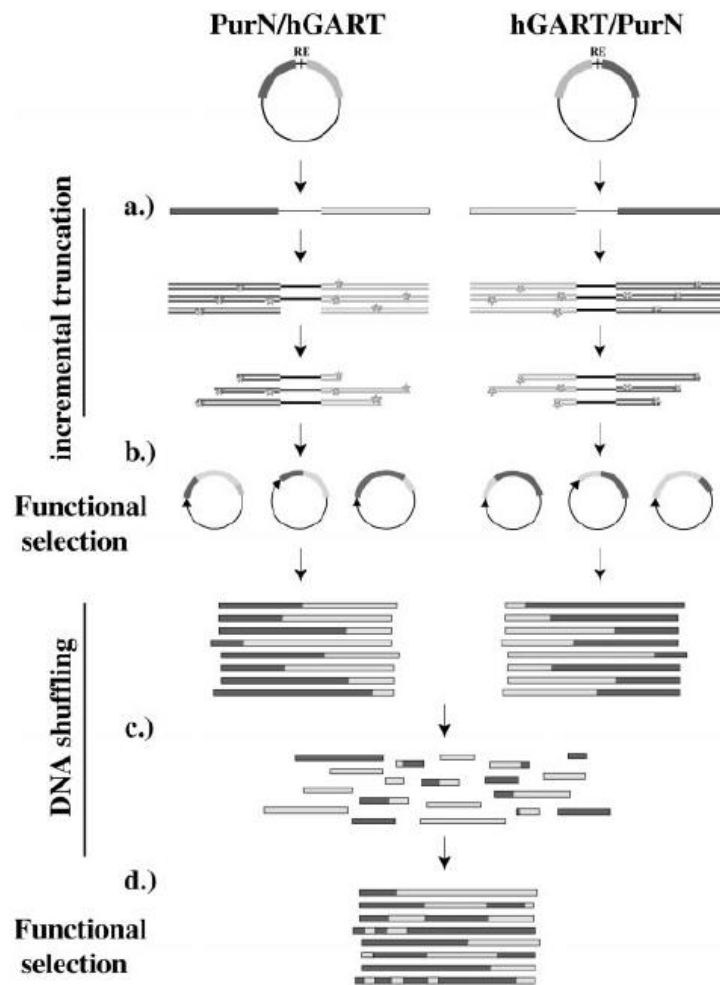 PurN/hGART
hGART/PurN
RE
RE
a.)
incremental truncation
b.)
Functional
selection
DNA shuffling
c.)
d.)
Functional
selection